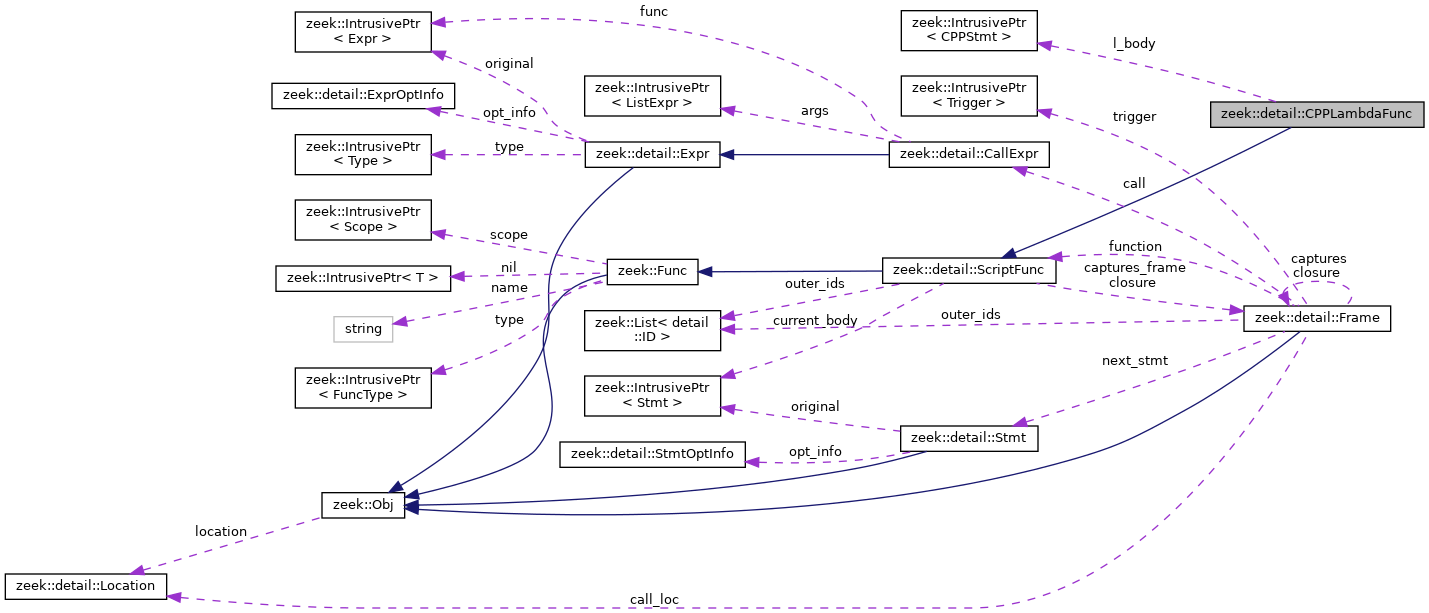 func
zeek::IntrusivePtr
< Expr >
zeek::IntrusivePtr
< CPPStmt >
l_body
original
zeek::detail::ExprOptInfo
zeek::IntrusivePtr
< ListExpr >
zeek::IntrusivePtr
< Trigger >
zeek::detail::CPPLambdaFunc
opt_info
args
trigger
zeek::IntrusivePtr
< Type >
type
zeek::detail::Expr
zeek::detail::CallExpr
call
zeek::IntrusivePtr
< Scope >
scope
function
zeek::IntrusivePtr< T >
nil
zeek::Func
zeek::detail::ScriptFunc
captures_frame
closure
captures
closure
name
outer_ids
string
type
zeek::List< detail
::ID >
current_body
outer_ids
zeek::detail::Frame
zeek::IntrusivePtr
< FuncType >
zeek::IntrusivePtr
< Stmt >
next_stmt
original
zeek::detail::Stmt
zeek::detail::StmtOptInfo
opt_info
zeek::Obj
location
zeek::detail::Location
call_loc